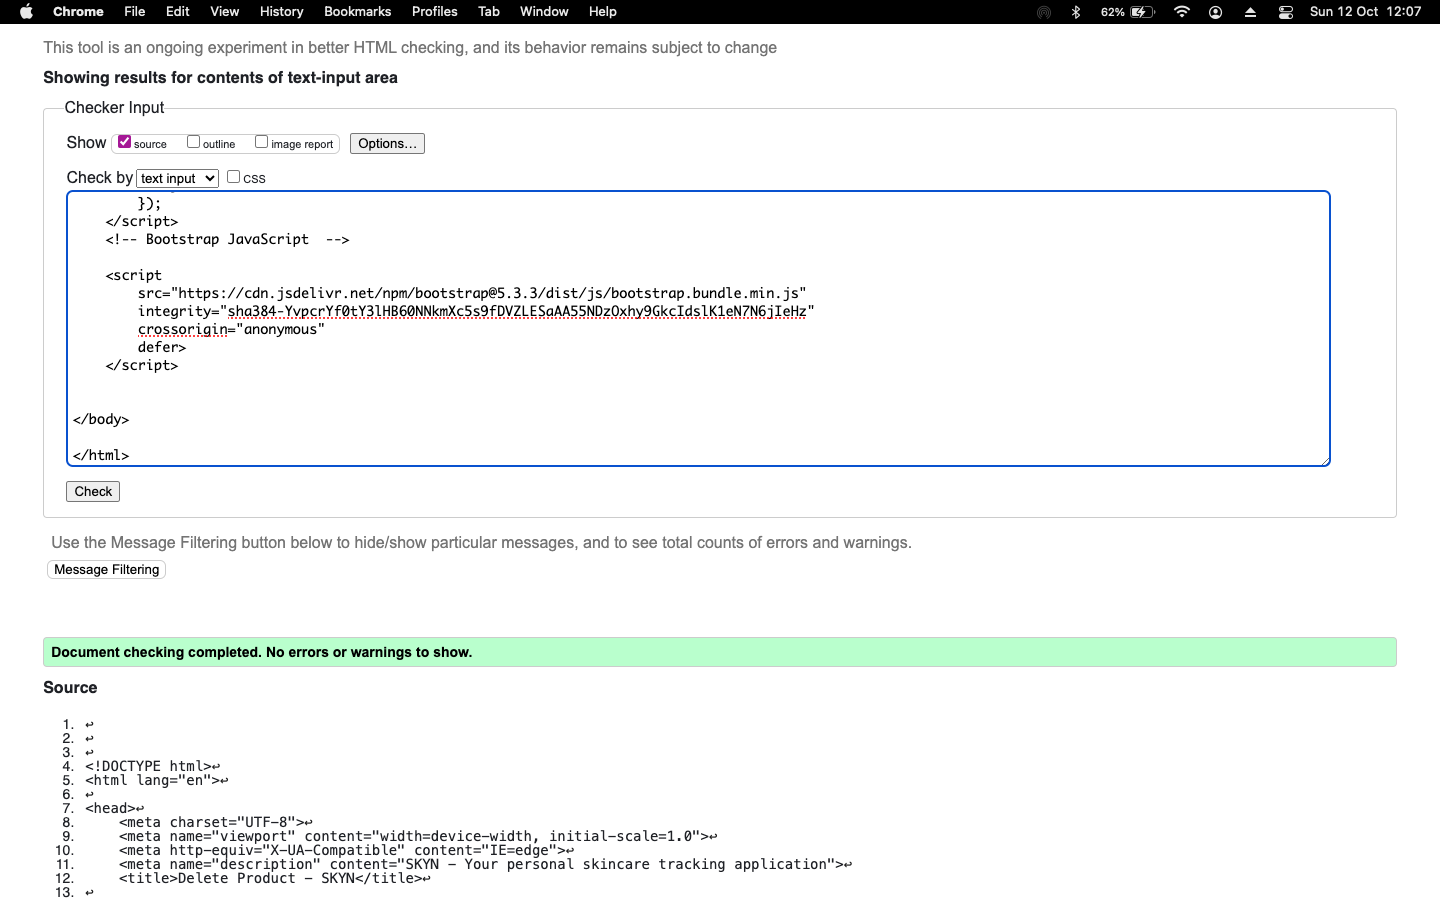 Chrome File Edit View History Bookmarks Profiles Tab Window Help 62% Sun 12 Oct 12:07
This tool is an ongoing experiment in better HTML checking, and its behavior remains subject to change
Showing results for contents of text-input area
Checker Input
Show source outline image report Options...
Check by text input CSS
});
</script>
<!-- Bootstrap JavaScript  -->
<script
src="https://cdn.jsdelivr.net/npm/bootstrap@5.3.3/dist/js/bootstrap.bundle.min.js"
integrity="sha384-YvpcrYf0tY3lHB60NNkmXc5s9fDVZLESaAA55NDzOxhy9GkcIdslK1eN7N6jIeHz"
crossorigin="anonymous"
defer>
</script>
</body>
</html>
Check
Use the Message Filtering button below to hide/show particular messages, and to see total counts of errors and warnings.
Message Filtering
Document checking completed. No errors or warnings to show.
Source
1. ↩
2. ↩
3. ↩
4. <!DOCTYPE html>↩
5. <html lang="en">↩
6. ↩
7. <head>↩
8. <meta charset="UTF-8">↩
9. <meta name="viewport" content="width=device-width, initial-scale=1.0">↩
10. <meta http-equiv="X-UA-Compatible" content="IE=edge">↩
11. <meta name="description" content="SKYN - Your personal skincare tracking application">↩
12. <title>Delete Product - SKYN</title>↩
13. ↩